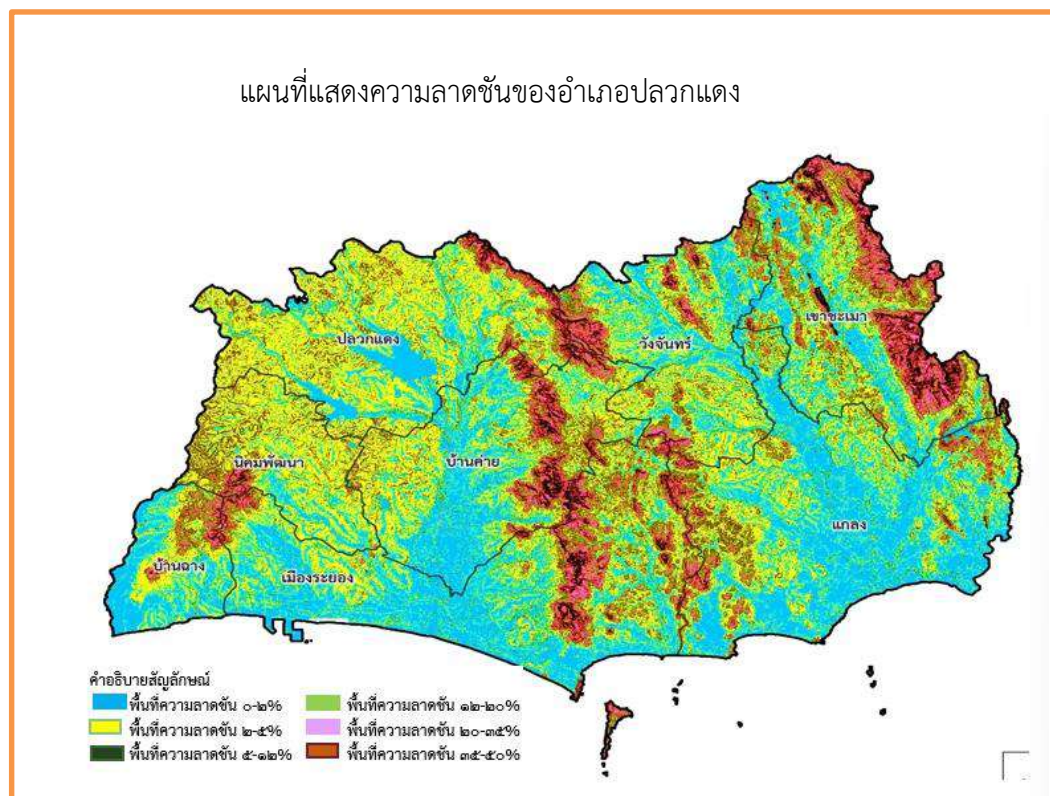 แผนที่แสดงความลาดชันของอำเภอปลวกแดง
เขาชะเมา
ปลวกแดง
วังจันทร์
นิคมพัฒนา
บ้านค่าย
แกลง
บ้านฉาง
เมืองระยอง
คำอธิบายสัญลักษณ์
พื้นที่ความลาดชัน ๐-๒%
พื้นที่ความลาดชัน ๑๒-๒๐%
พื้นที่ความลาดชัน ๒-๕%
พื้นที่ความลาดชัน ๒๐-๓๕%
พื้นที่ความลาดชัน ๕-๑๒%
พื้นที่ความลาดชัน ๓๕-๕๐%